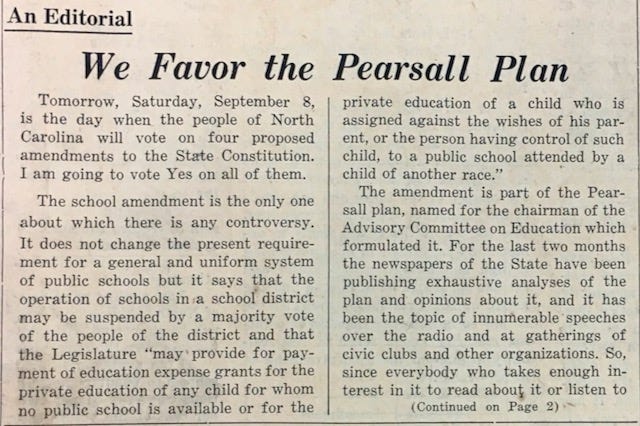 An Editorial
We Favor the Pearsall Plan
Tomorrow, Saturday, September 8,
is the day when the people of North
Carolina will vote on four proposed
amendments to the State Constitution.
I am going to vote Yes on all of them.
The school amendment is the only one
about which there is any controversy.
It does not change the present require-
ment for a general and uniform system
of public schools but it says that the
operation of schools in a school district
may be suspended by a majority vote
of the people of the district and that
the Legislature “may provide for pay-
ment of education expense grants for the
private education of any child for whom
no public school is available or for the
private education of a child who is
assigned against the wishes of his par-
ent, or the person having control of such
child, to a public school attended by a
child of another race.”
The amendment is part of the Pear-
sall plan, named for the chairman of the
Advisory Committee on Education which
formulated it. For the last two months
the newspapers of the State have been
publishing exhaustive analyses of the
plan and opinions about it, and it has
been the topic of innumerable speeches
over the radio and at gatherings of
civic clubs and other organizations. So,
since everybody who takes enough in-
terest in it to read about it or listen to
(Continued on Page 2)